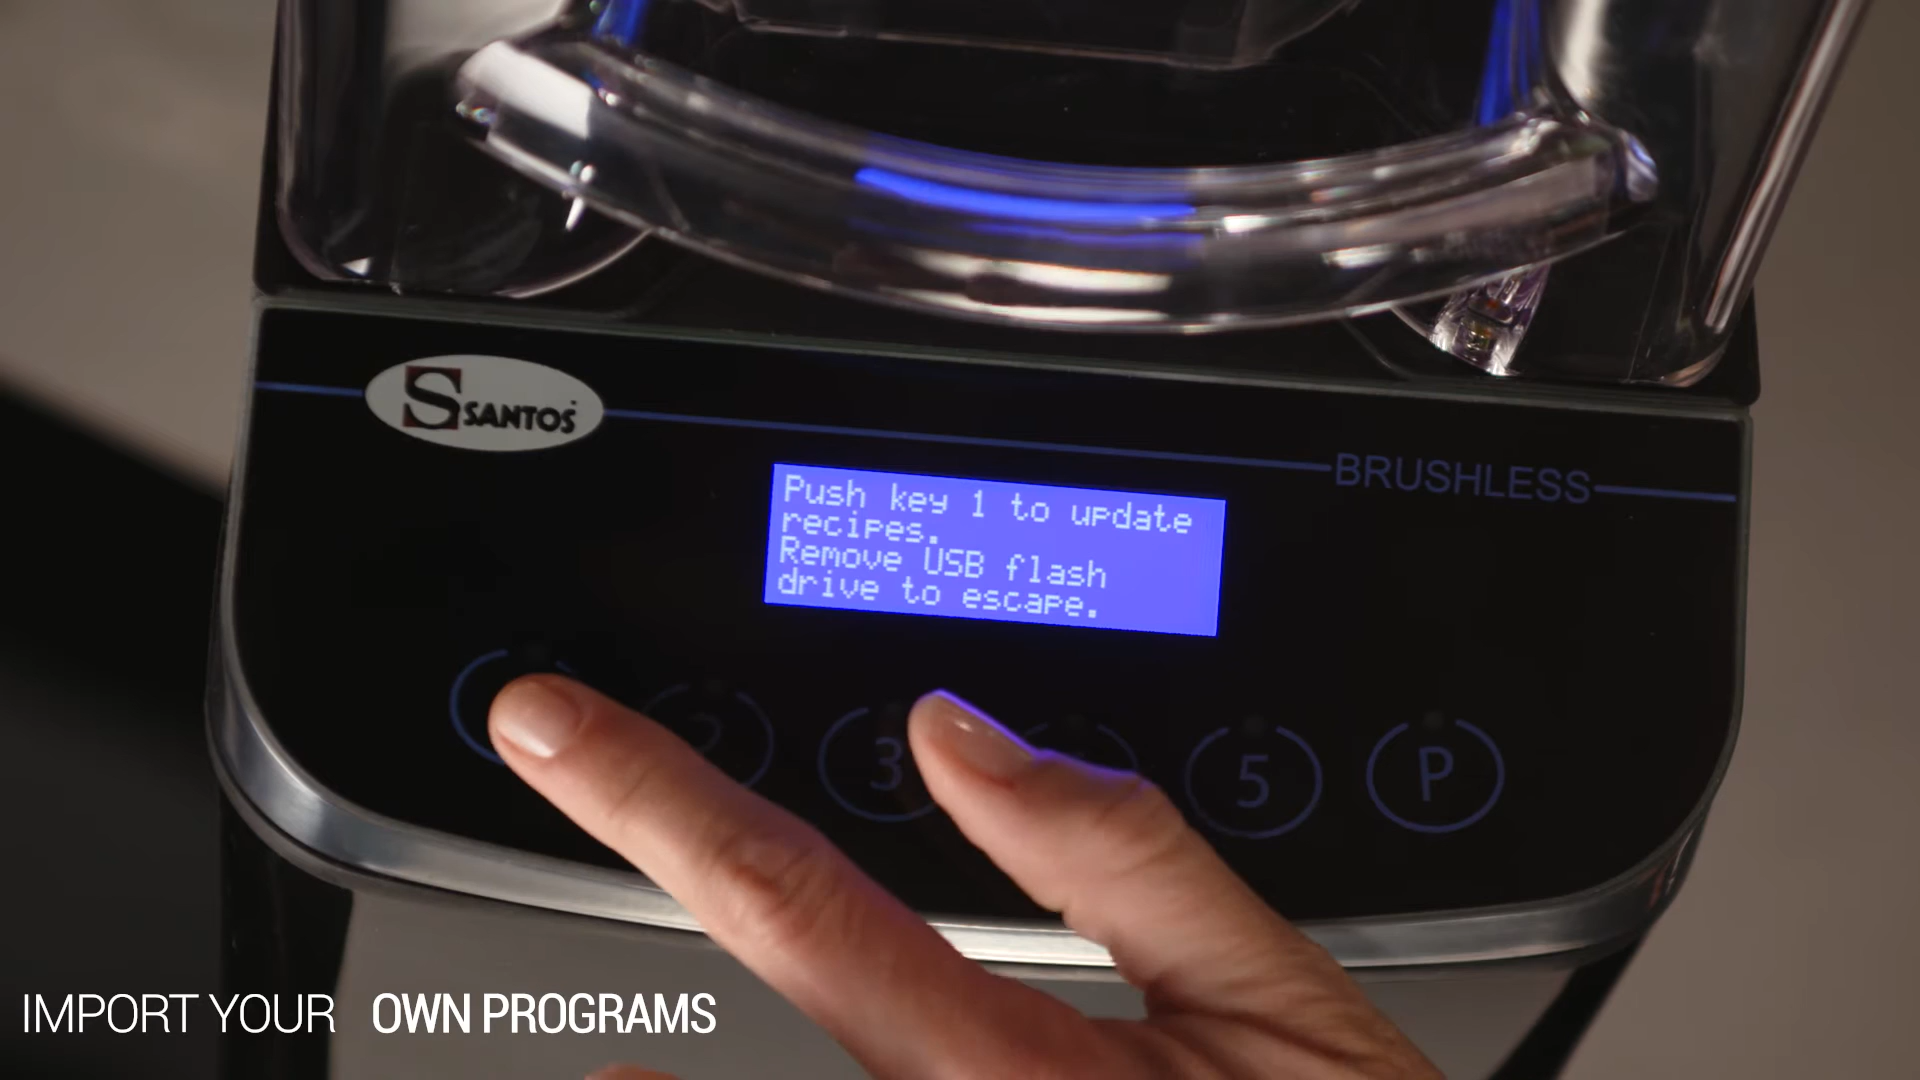 S SANTOS
BRUSHLESS
Push key 1 to update
recipes.
Remove USB flash
drive to escape.
2
3
5
P
IMPORT YOUR OWN PROGRAMS